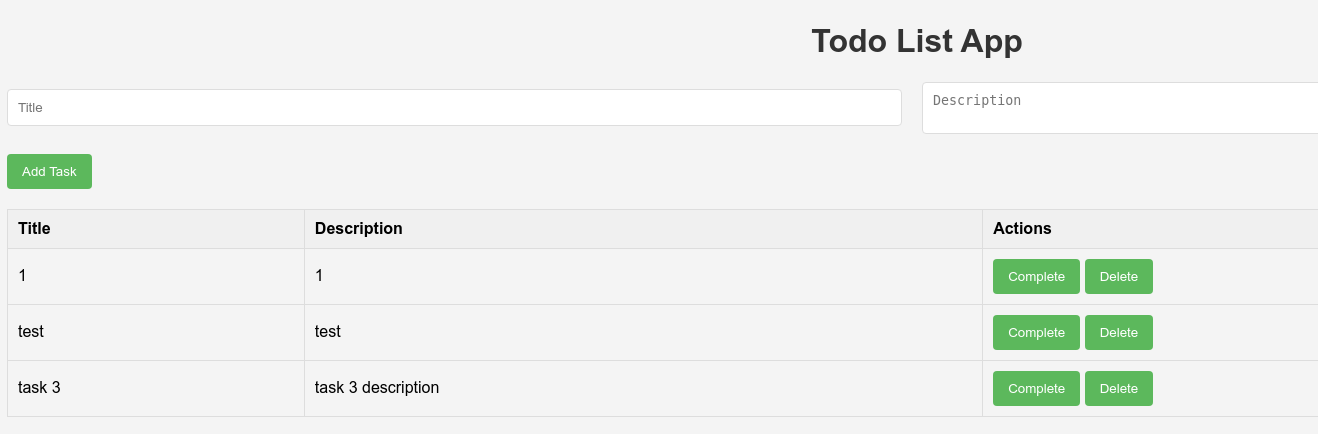 Todo List App
Title
Description
Add Task
Title Description Actions
1 1 Complete Delete
test test Complete Delete
task 3 task 3 description Complete Delete